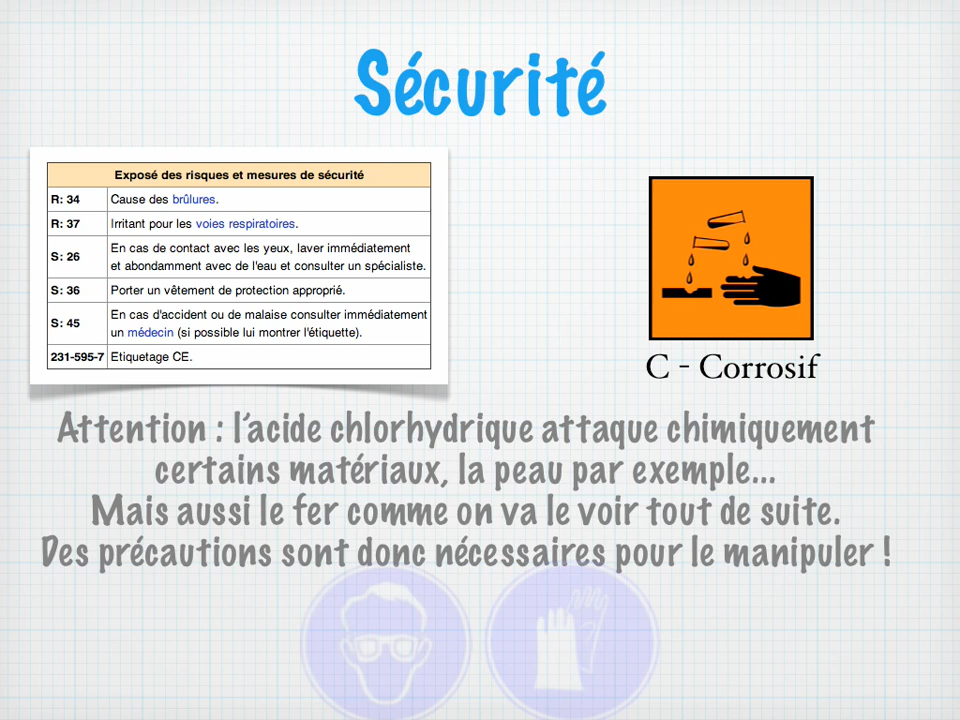 Sécurité
Exposé des risques et mesures de sécurité
R: 34 Cause des brûlures.
R: 37 Irritant pour les voies respiratoires.
S: 26 En cas de contact avec les yeux, laver immédiatement
et abondamment avec de l'eau et consulter un spécialiste.
S: 36 Porter un vêtement de protection approprié.
S: 45 En cas d'accident ou de malaise consulter immédiatement
un médecin (si possible lui montrer l'étiquette).
231-595-7 Etiquetage CE.
C - Corrosif
Attention : l'acide chlorhydrique attaque chimiquement
certains matériaux, la peau par exemple...
Mais aussi le fer comme on va le voir tout de suite.
Des précautions sont donc nécessaires pour le manipuler !